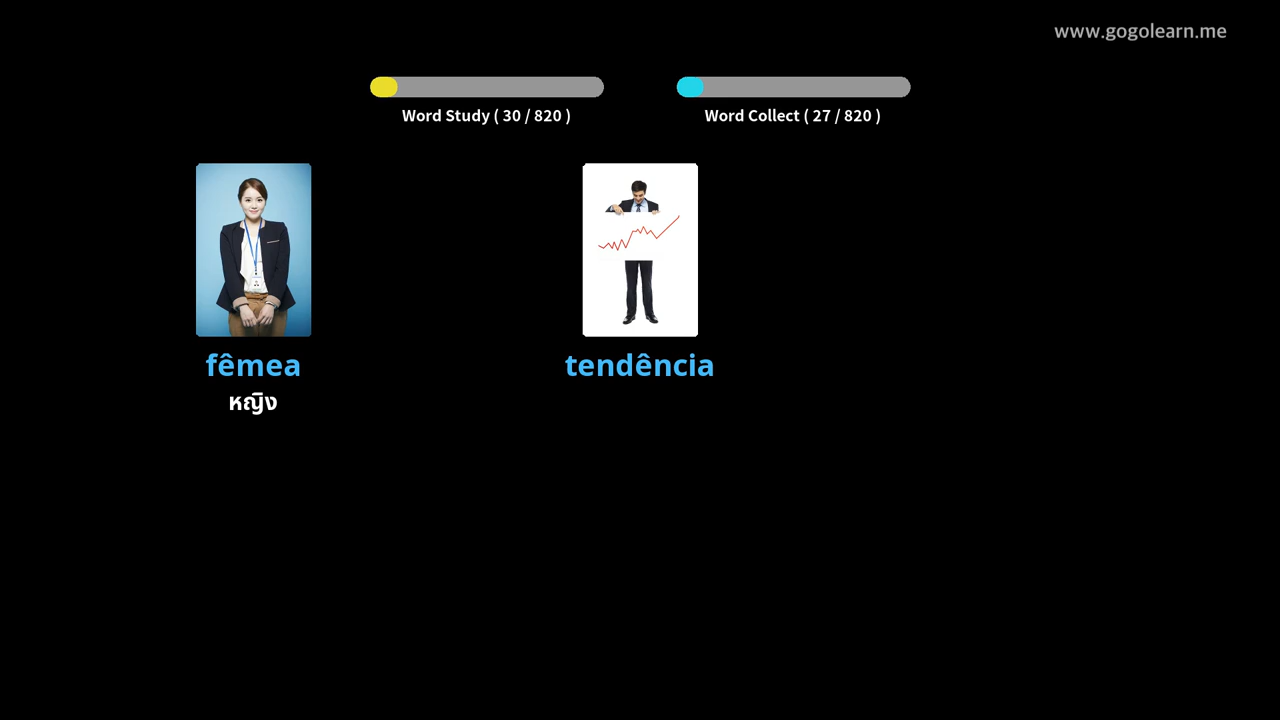 www.gogolearn.me
Word Study ( 30 / 820 )
Word Collect ( 27 / 820 )
fêmea
หญิง
tendência